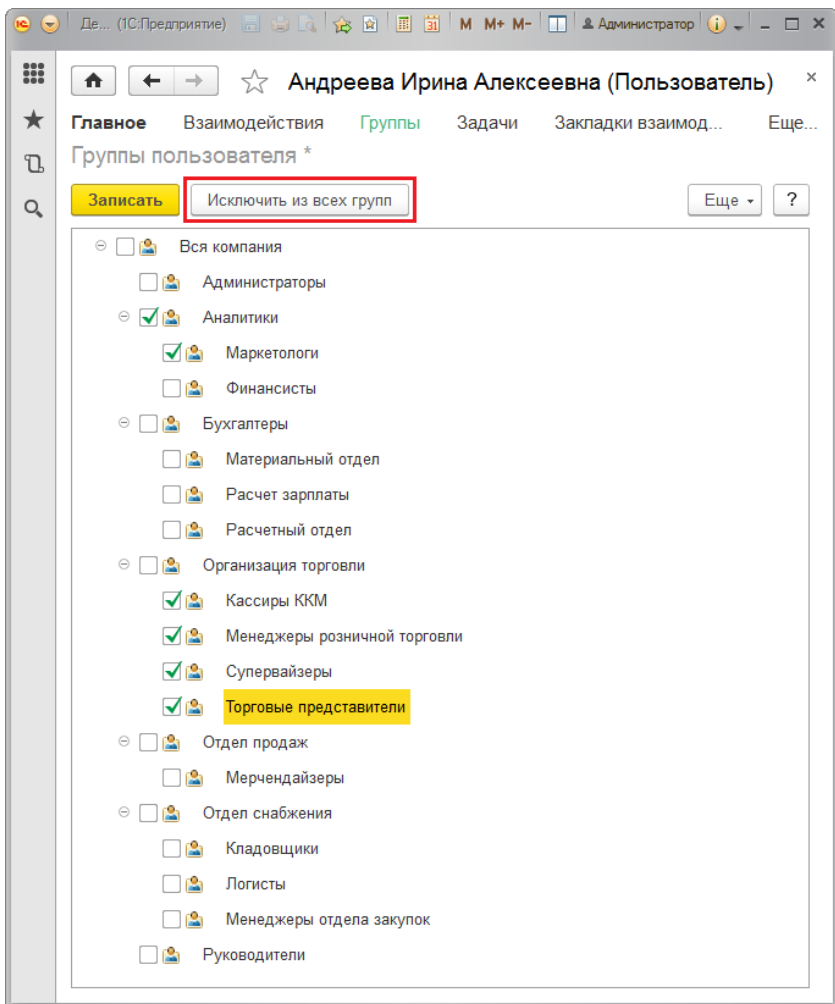 Де... (1С:Предприятие) 31 M M+ M- Администратор
Андреева Ирина Алексеевна (Пользователь)
Главное Взаимодействия Группы Задачи Закладки взаимод... Еще...
Группы пользователя *
Записать Исключить из всех групп Еще ?
Вся компания
Администраторы
Аналитики
Маркетологи
Финансисты
Бухгалтеры
Материальный отдел
Расчет зарплаты
Расчетный отдел
Организация торговли
Кассиры ККМ
Менеджеры розничной торговли
Супервайзеры
Торговые представители
Отдел продаж
Мерчендайзеры
Отдел снабжения
Кладовщики
Логисты
Менеджеры отдела закупок
Руководители